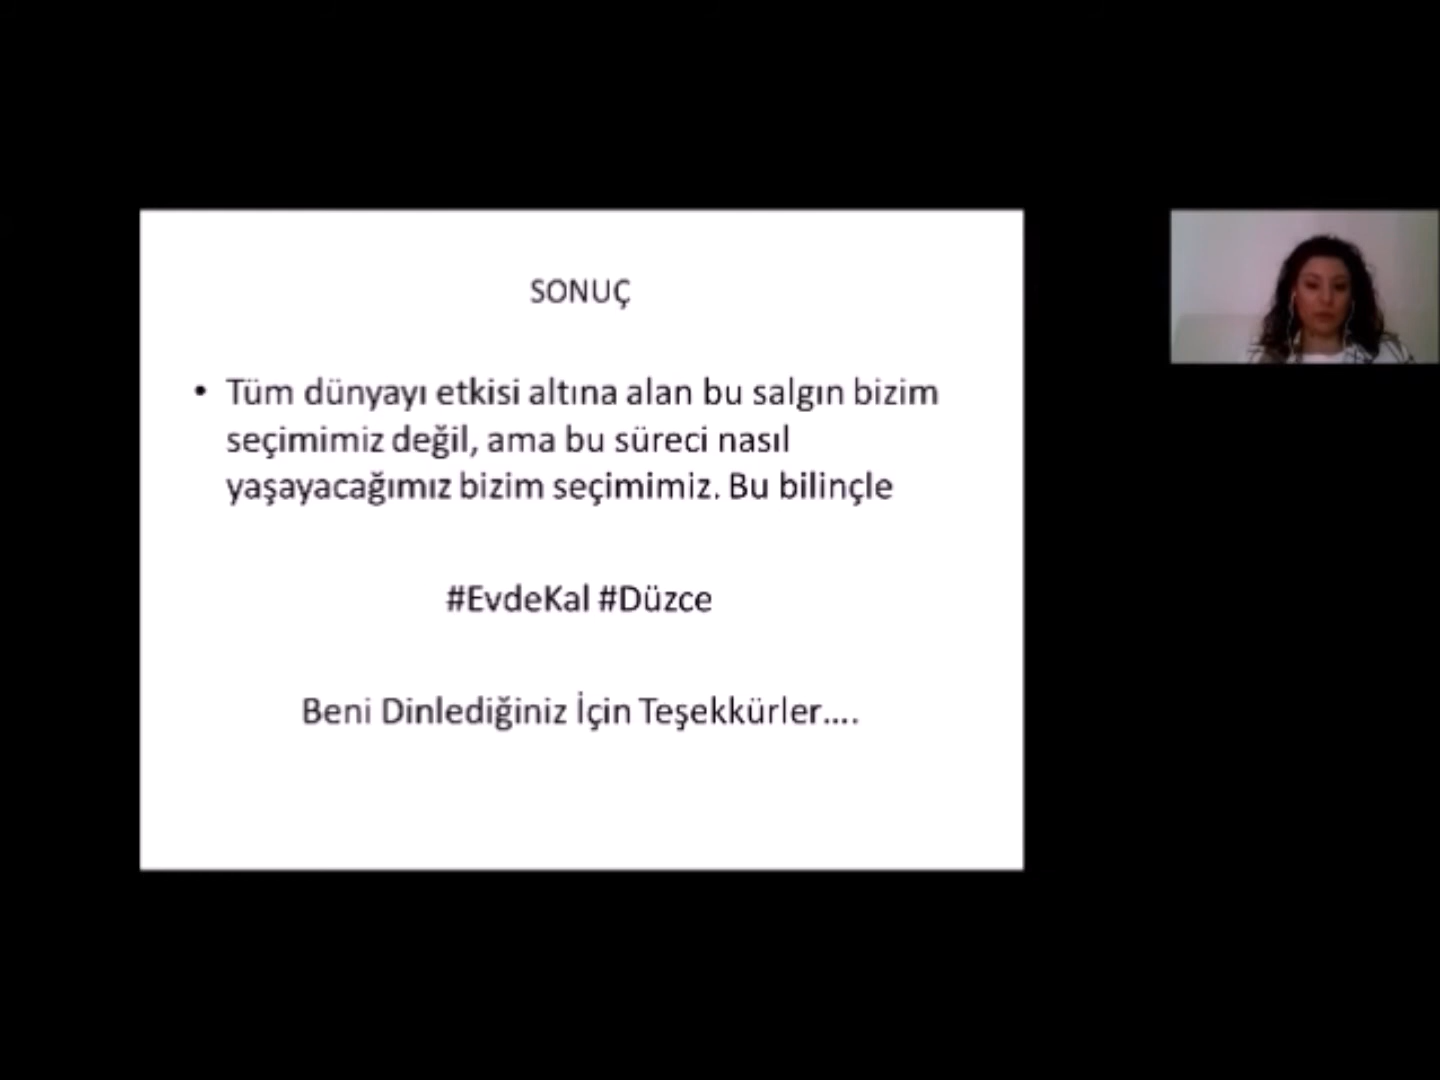 SONUÇ
• Tüm dünyayı etkisi altına alan bu salgın bizim
seçimimiz değil, ama bu süreci nasıl
yaşayacağımız bizim seçimimiz. Bu bilinçle
#EvdeKal #Düzce
Beni Dinlediğiniz İçin Teşekkürler....